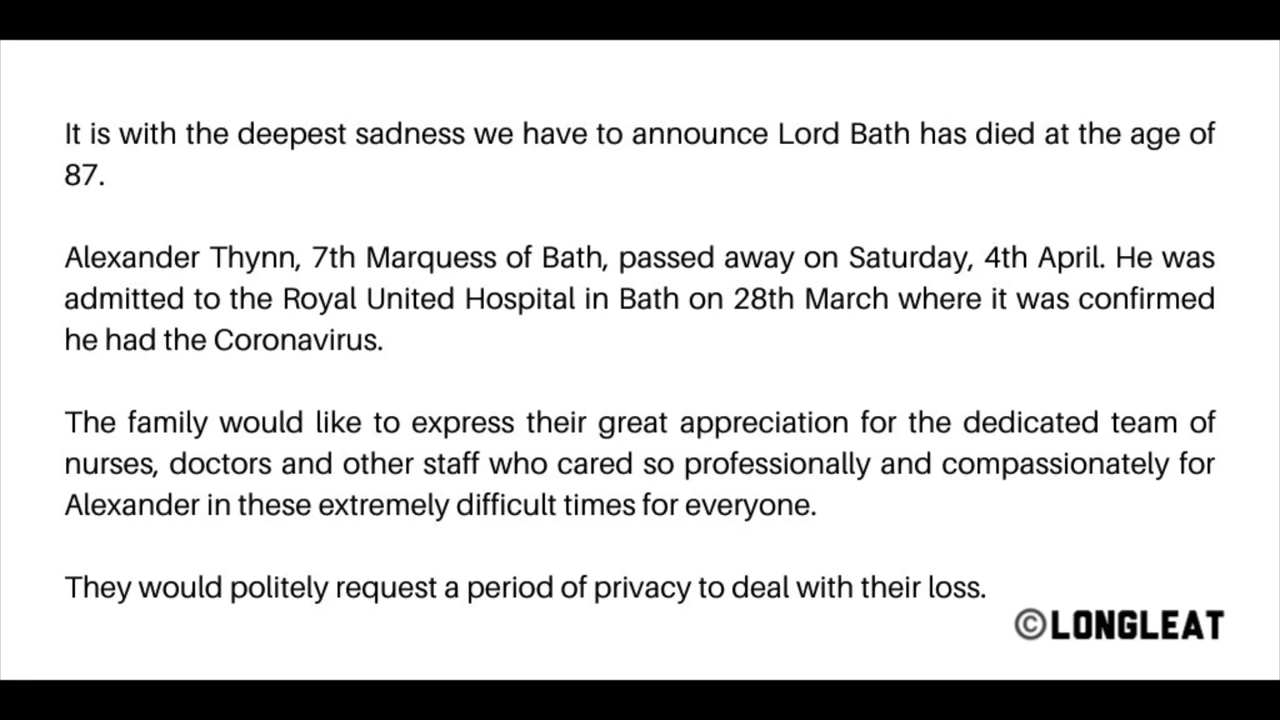 It is with the deepest sadness we have to announce Lord Bath has died at the age of
87.
Alexander Thynn, 7th Marquess of Bath, passed away on Saturday, 4th April. He was
admitted to the Royal United Hospital in Bath on 28th March where it was confirmed
he had the Coronavirus.
The family would like to express their great appreciation for the dedicated team of
nurses, doctors and other staff who cared so professionally and compassionately for
Alexander in these extremely difficult times for everyone.
They would politely request a period of privacy to deal with their loss.
©LONGLEAT